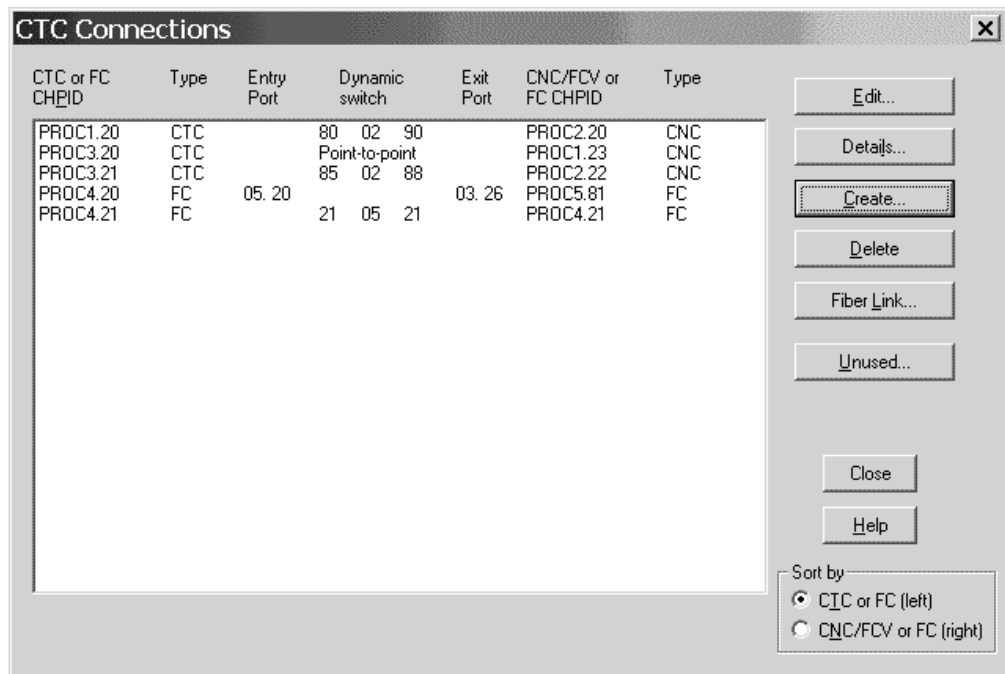 CTC Connections
CTC or FC CHPID Type Entry Port Dynamic switch Exit Port CNC/FCV or FC CHPID Type
PROC1.20 CTC 80 02 90 PROC2.20 CNC
PROC3.20 CTC Point-to-point PROC1.23 CNC
PROC3.21 CTC 85 02 88 PROC2.22 CNC
PROC4.20 FC 05. 20 03. 26 PROC5.81 FC
PROC4.21 FC 21 05 21 PROC4.21 FC
Edit...
Details...
Create...
Delete
Fiber Link...
Unused...
Close
Help
Sort by
CTC or FC (left)
CNC/FCV or FC (right)